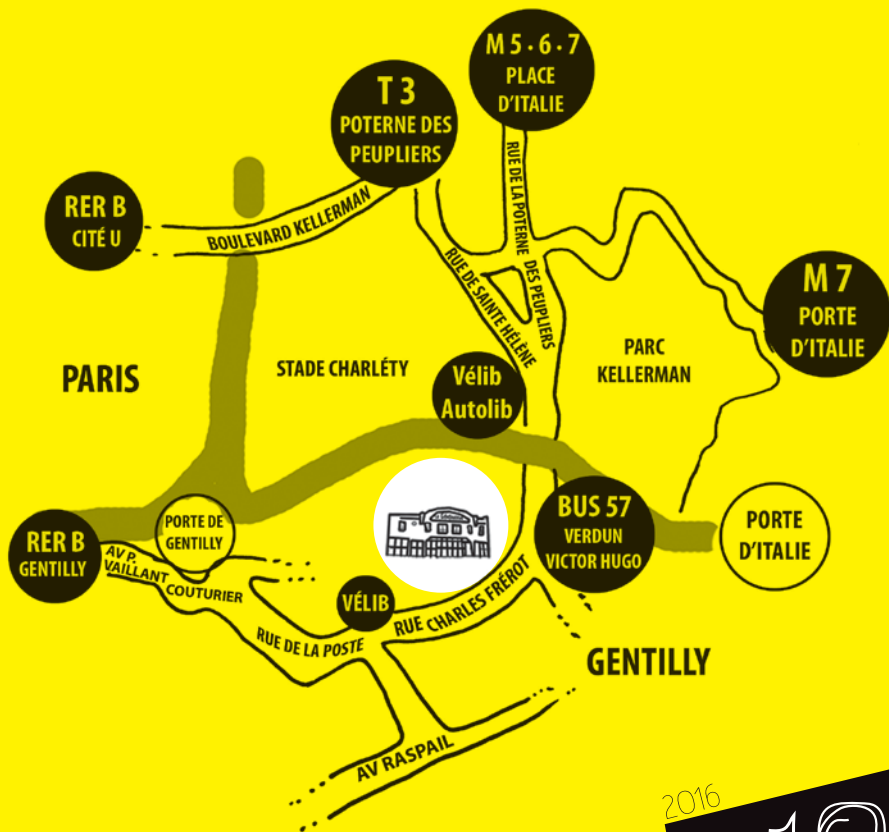 M 5 • 6 • 7
PLACE
D'ITALIE
T 3
POTERNE DES
PEUPLIERS
RER B
CITÉ U
BOULEVARD KELLERMAN
RUE DE LA POTERNE DES PEUPLIERS
RUE DE SAINTE HÉLÈNE
M 7
PORTE
D'ITALIE
PARIS
STADE CHARLÉTY
PARC
KELLERMAN
Vélib
Autolib
RER B
GENTILLY
PORTE DE
GENTILLY
BUS 57
VERDUN
VICTOR HUGO
PORTE
D'ITALIE
AV P.
VAILLANT
COUTURIER
VÉLIB
RUE DE LA POSTE
RUE CHARLES FRÉROT
GENTILLY
AV RASPAIL
2016